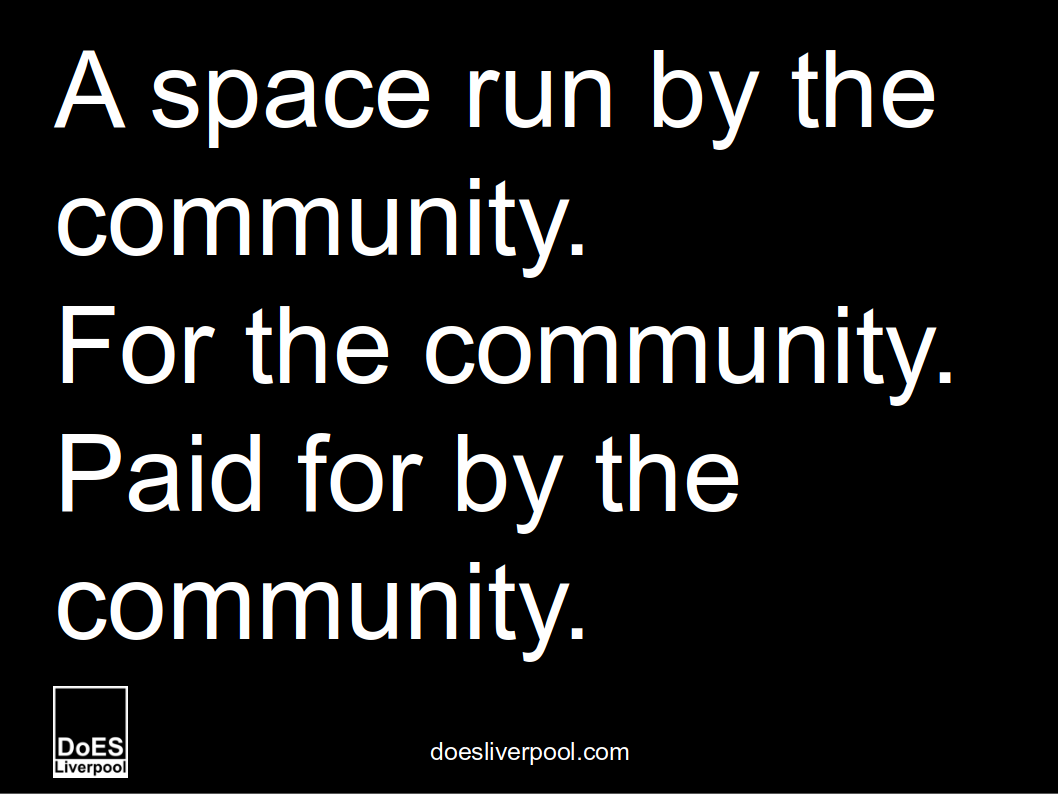 A space run by the
community.
For the community.
Paid for by the
community.
DoES
Liverpool
doesliverpool.com